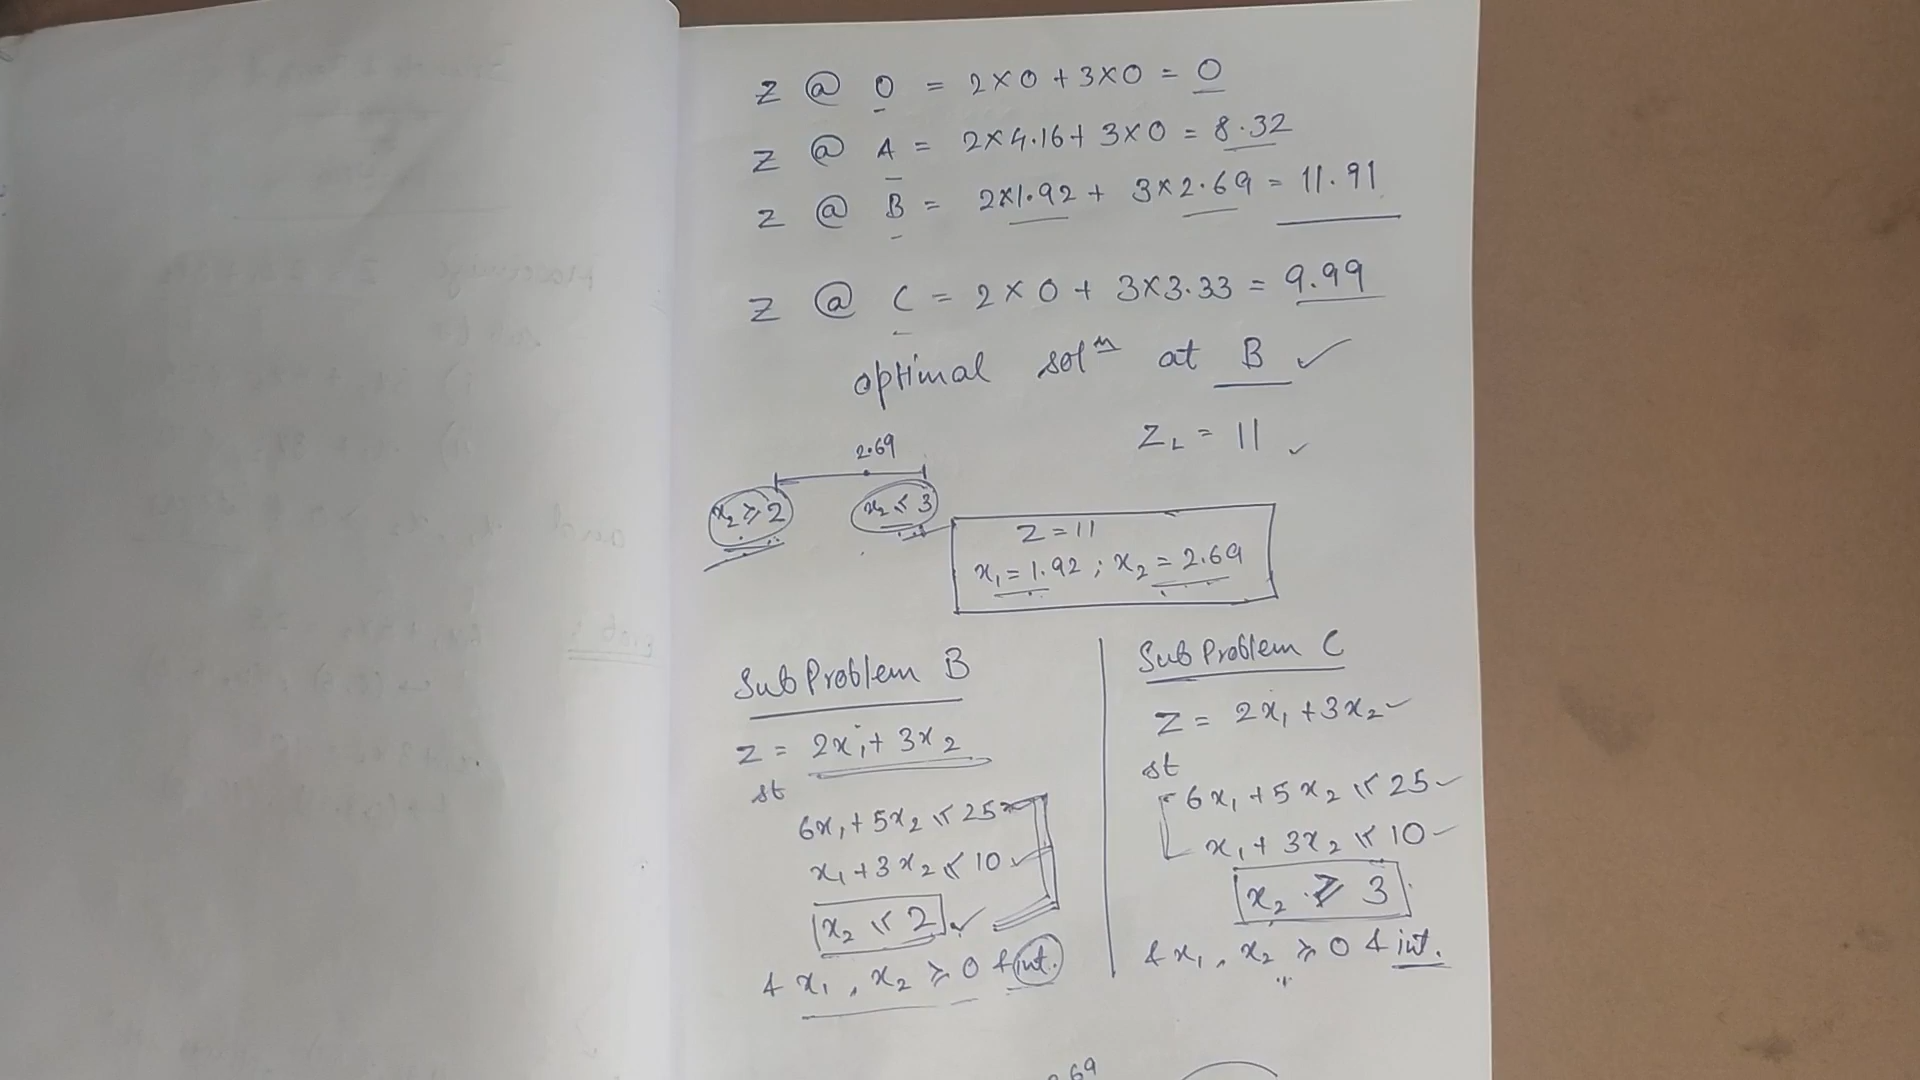 Z @ O = 2×0 + 3×0 = 0
Z @ A = 2×4.16 + 3×0 = 8.32
Z @ B = 2×1.92 + 3×2.69 = 11.91
Z @ C = 2×0 + 3×3.33 = 9.99
optimal solⁿ at B ✓
Z_L = 11 ✓
2.69
x₂ ≥ 2 x₂ ≤ 3
Z = 11
x₁ = 1.92 ; x₂ = 2.69
Sub Problem B
Z = 2x₁ + 3x₂
st
6x₁ + 5x₂ ≤ 25
x₁ + 3x₂ ≤ 10 ✓
x₂ ≤ 2 ✓
& x₁, x₂ ≥ 0 & int.
Sub Problem C
Z = 2x₁ + 3x₂ ✓
st
6x₁ + 5x₂ ≤ 25 ✓
x₁ + 3x₂ ≤ 10 ✓
x₂ ≥ 3
& x₁, x₂ ≥ 0 & int.